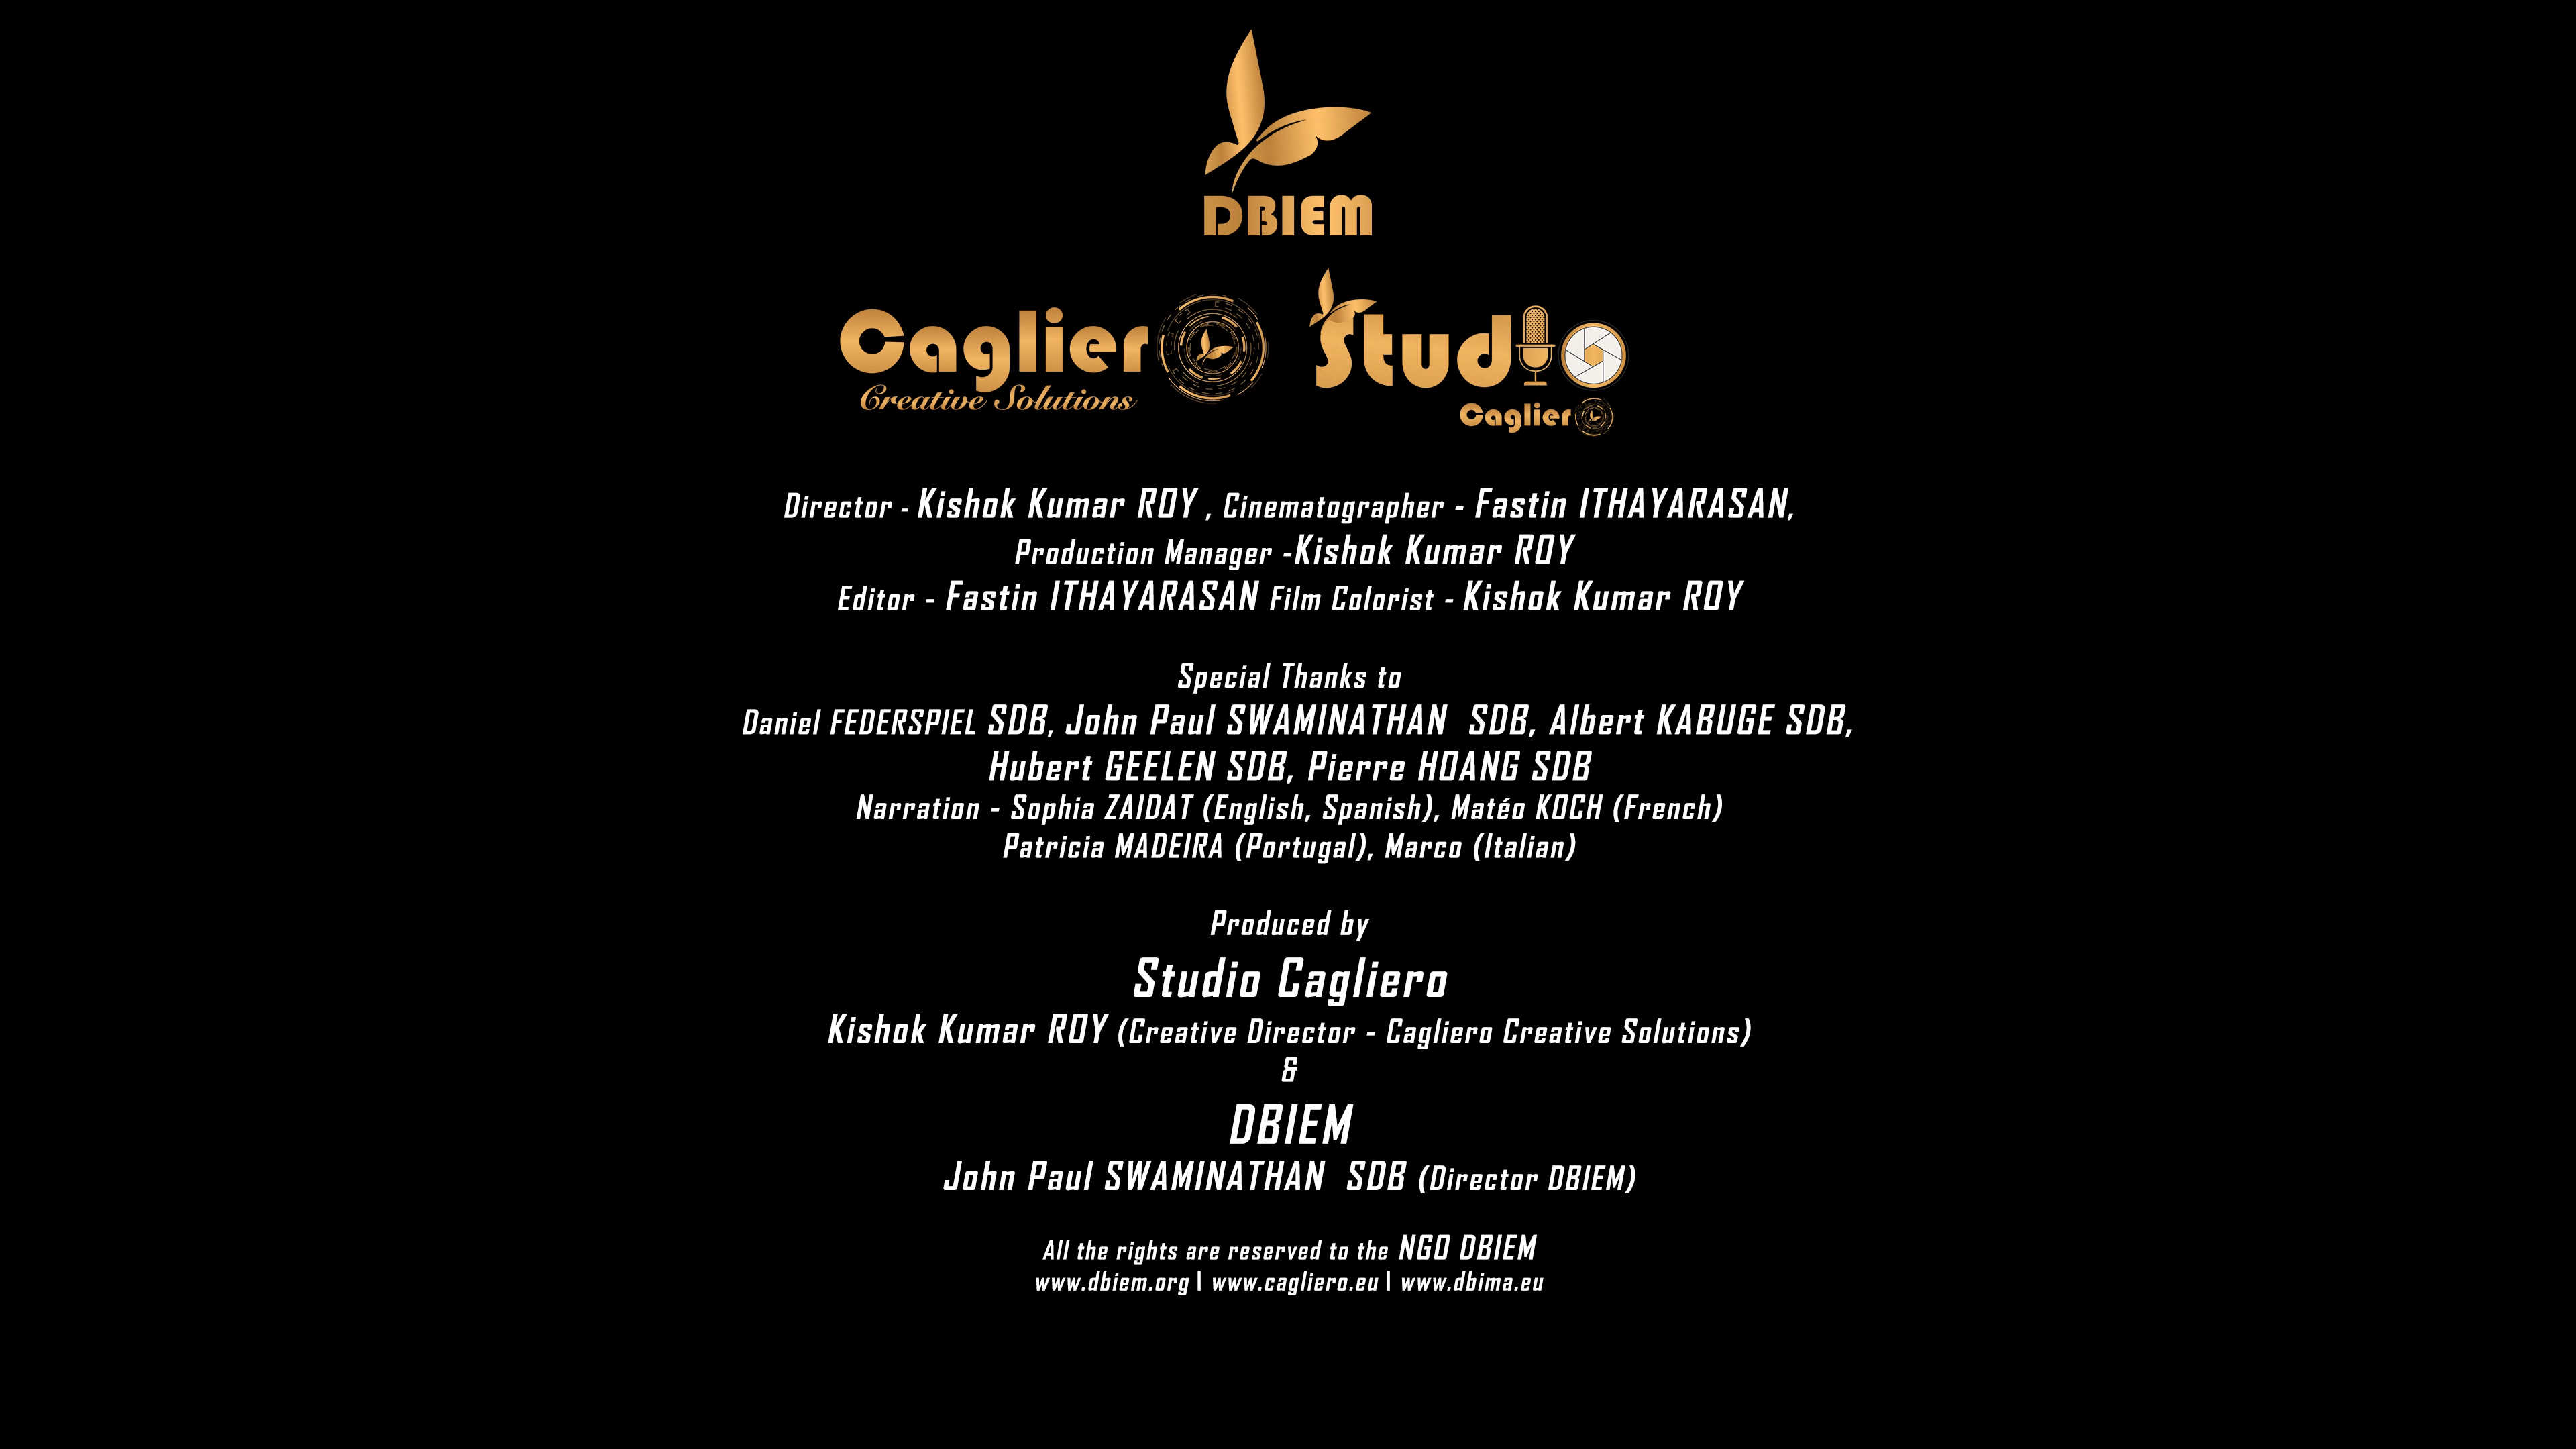 DBIEM
Cagliero Studio
Creative Solutions
Cagliero
Director - Kishok Kumar ROY , Cinematographer - Fastin ITHAYARASAN,
Production Manager -Kishok Kumar ROY
Editor - Fastin ITHAYARASAN Film Colorist - Kishok Kumar ROY
Special Thanks to
Daniel FEDERSPIEL SDB, John Paul SWAMINATHAN SDB, Albert KABUGE SDB,
Hubert GEELEN SDB, Pierre HOANG SDB
Narration - Sophia ZAIDAT (English, Spanish), Matéo KOCH (French)
Patricia MADEIRA (Portugal), Marco (Italian)
Produced by
Studio Cagliero
Kishok Kumar ROY (Creative Director - Cagliero Creative Solutions)
&
DBIEM
John Paul SWAMINATHAN SDB (Director DBIEM)
All the rights are reserved to the NGO DBIEM
www.dbiem.org | www.cagliero.eu | www.dbima.eu